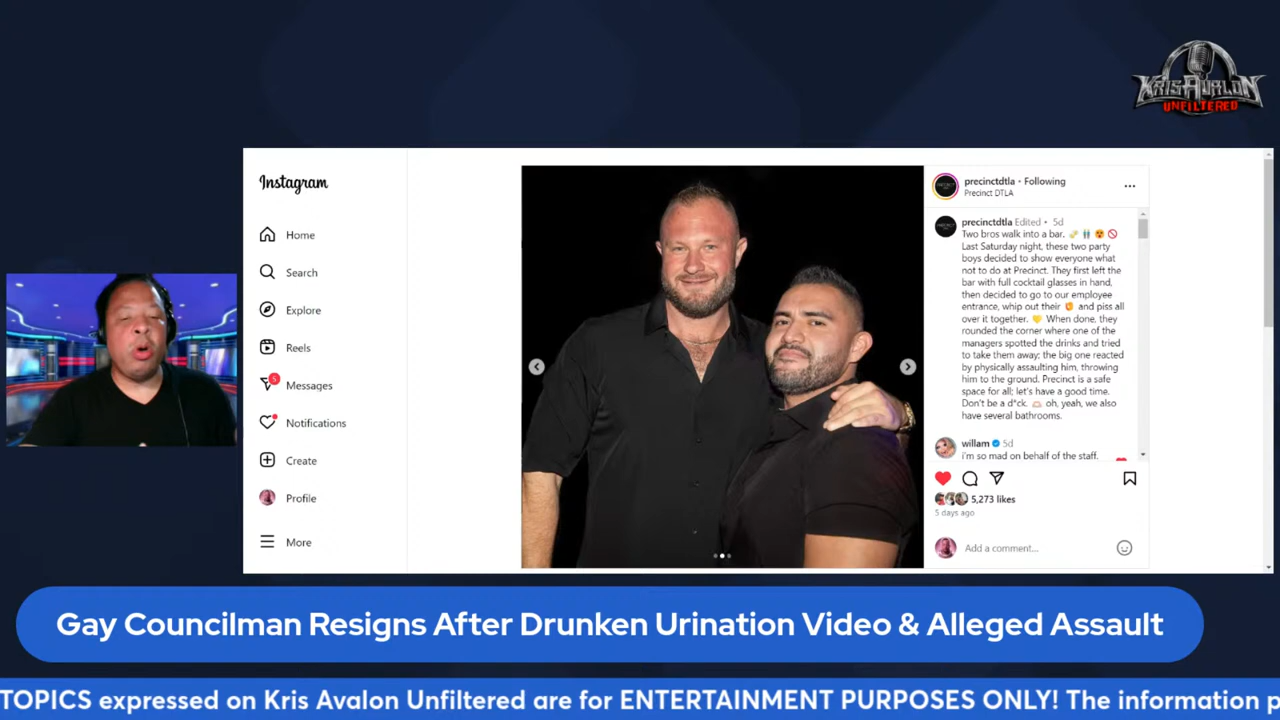 KRIS AVALON
UNFILTERED
Instagram
Home
Search
Explore
Reels
5
Messages
Notifications
Create
Profile
More
precinctdtla • Following
Precinct DTLA
precinctdtla Edited • 5d
Two bros walk into a bar. 👬 😍 🚫
Last Saturday night, these two party
boys decided to show everyone what
not to do at Precinct. They first left the
bar with full cocktail glasses in hand,
then decided to go to our employee
entrance, whip out their and piss all
over it together. 💛 When done, they
rounded the corner where one of the
managers spotted the drinks and tried
to take them away; the big one reacted
by physically assaulting him, throwing
him to the ground. Precinct is a safe
space for all; let's have a good time.
Don't be a d*ck. oh, yeah, we also
have several bathrooms.
willam 5d
i'm so mad on behalf of the staff.
5,273 likes
5 days ago
Add a comment...
Gay Councilman Resigns After Drunken Urination Video & Alleged Assault
TOPICS expressed on Kris Avalon Unfiltered are for ENTERTAINMENT PURPOSES ONLY! The information p